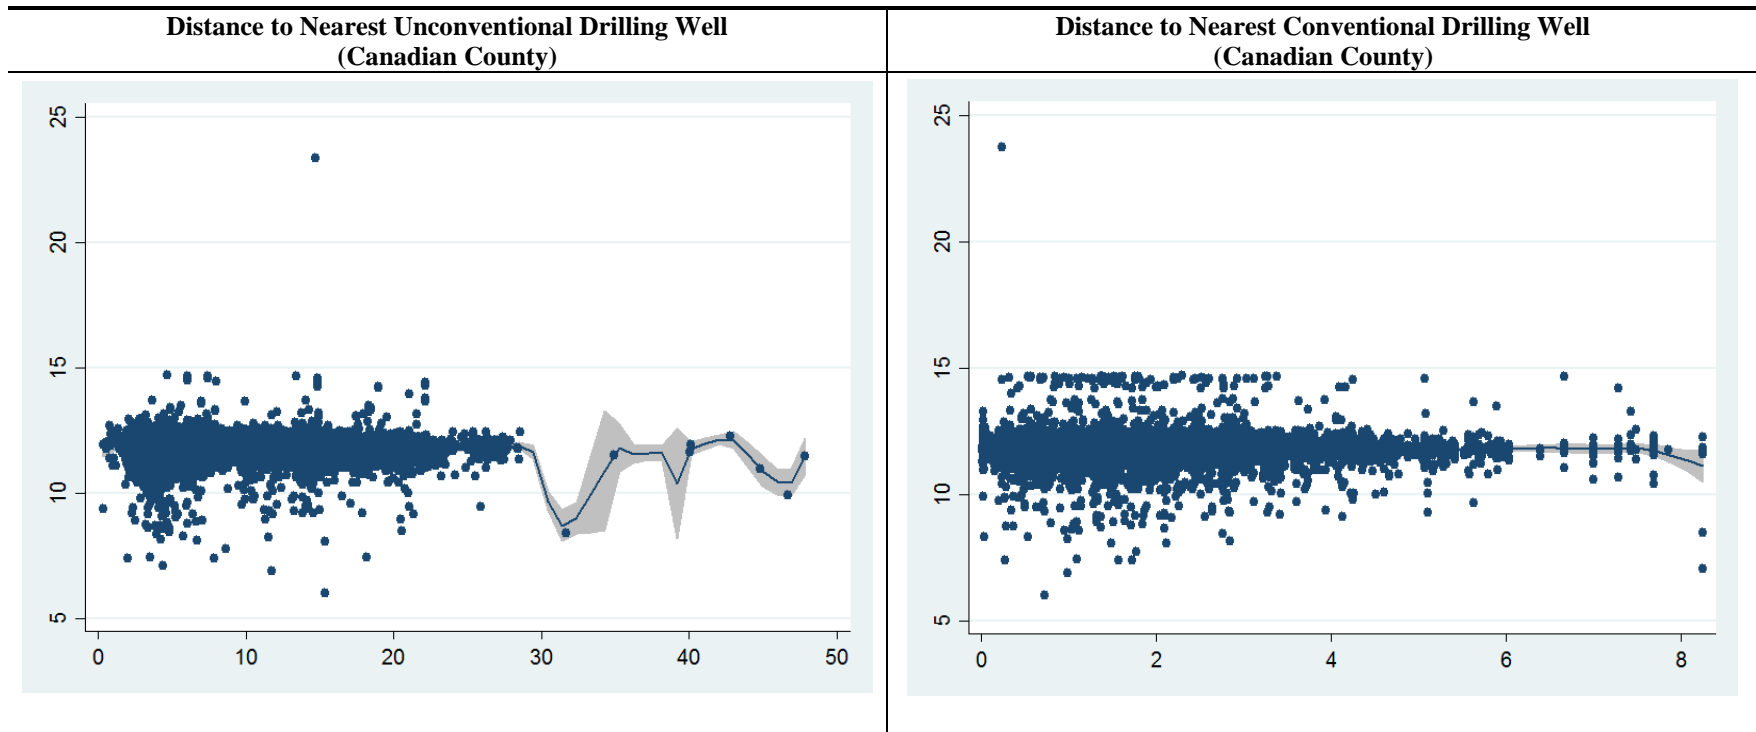 Distance to Nearest Unconventional Drilling Well
(Canadian County)
25
20
15
10
5
0 10 20 30 40 50
Distance to Nearest Conventional Drilling Well
(Canadian County)
25
20
15
10
5
0 2 4 6 8